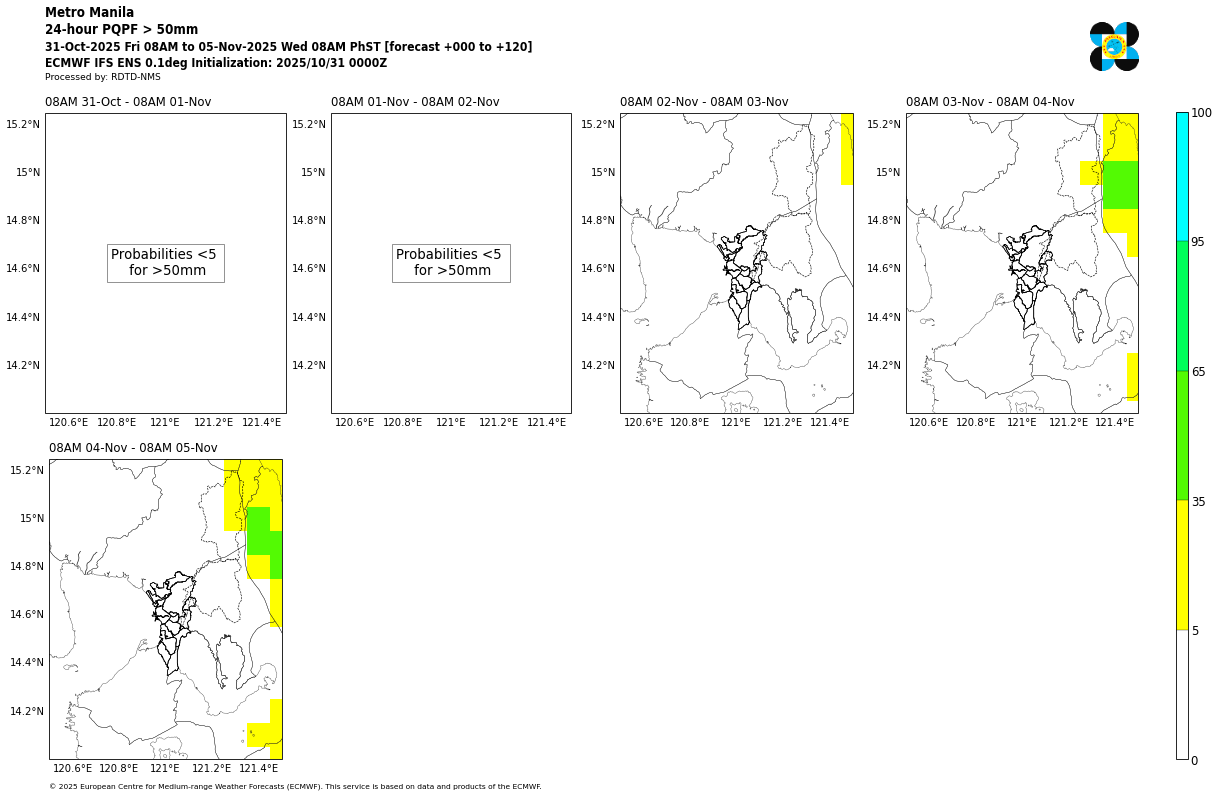 Metro Manila
24-hour PQPF > 50mm
31-Oct-2025 Fri 08AM to 05-Nov-2025 Wed 08AM PhST [forecast +000 to +120]
ECMWF IFS ENS 0.1deg Initialization: 2025/10/31 0000Z
Processed by: RDTD-NMS
08AM 31-Oct - 08AM 01-Nov
15.2°N
15°N
14.8°N
14.6°N
14.4°N
14.2°N
Probabilities <5
for >50mm
120.6°E 120.8°E 121°E 121.2°E 121.4°E
08AM 01-Nov - 08AM 02-Nov
15.2°N
15°N
14.8°N
14.6°N
14.4°N
14.2°N
Probabilities <5
for >50mm
120.6°E 120.8°E 121°E 121.2°E 121.4°E
08AM 02-Nov - 08AM 03-Nov
15.2°N
15°N
14.8°N
14.6°N
14.4°N
14.2°N
120.6°E 120.8°E 121°E 121.2°E 121.4°E
08AM 03-Nov - 08AM 04-Nov
15.2°N
15°N
14.8°N
14.6°N
14.4°N
14.2°N
120.6°E 120.8°E 121°E 121.2°E 121.4°E
100
95
65
35
5
0
08AM 04-Nov - 08AM 05-Nov
15.2°N
15°N
14.8°N
14.6°N
14.4°N
14.2°N
120.6°E 120.8°E 121°E 121.2°E 121.4°E
© 2025 European Centre for Medium-range Weather Forecasts (ECMWF). This service is based on data and products of the ECMWF.